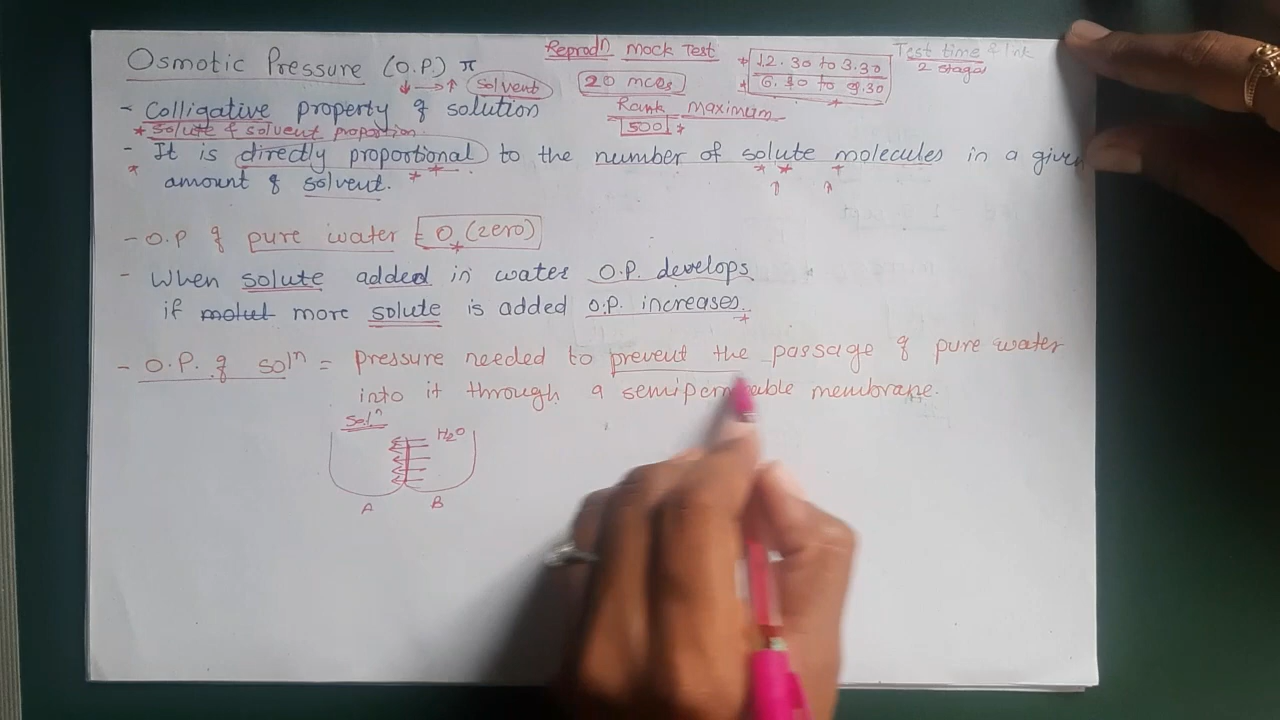 Osmotic Pressure (O.P.) π
↓ → ↑ solvent
Reprodⁿ Mock Test
20 mcqs
12.30 to 3.30
6.30 to 9.30
Test time & link
2 stages
Rank Maximum
500
- Colligative property of solution
* Solute & solvent proportion
- It is directly proportional to the number of solute molecules in a given
amount of solvent.
- O.P of pure water = 0 (zero)
- When solute added in water O.P. develops
if more solute is added O.P. increases.
- O.P. of solⁿ = pressure needed to prevent the passage of pure water
into it through a semipermeable membrane.
Solⁿ
H₂O
A B